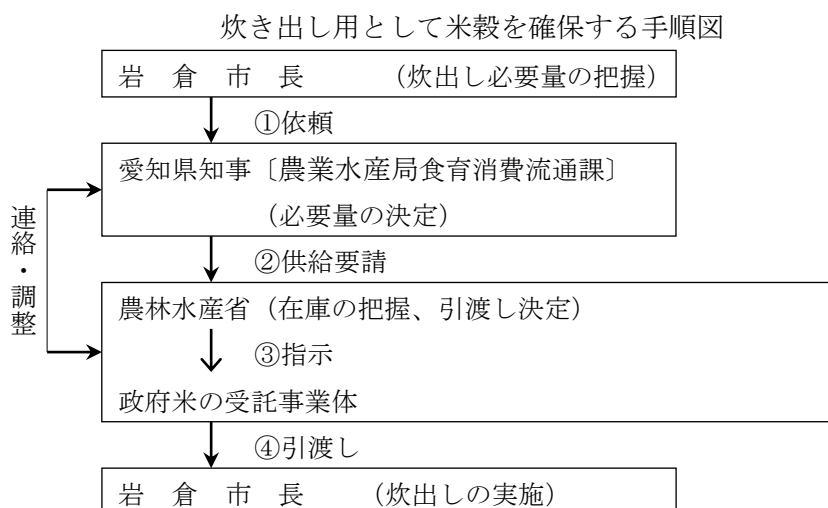 炊き出し用として米穀を確保する手順図
岩　倉　市　長　　（炊出し必要量の把握）
①依頼
愛知県知事〔農業水産局食育消費流通課〕
（必要量の決定）
連絡・調整
②供給要請
農林水産省（在庫の把握、引渡し決定）
③指示
政府米の受託事業体
④引渡し
岩　倉　市　長　　（炊出しの実施）